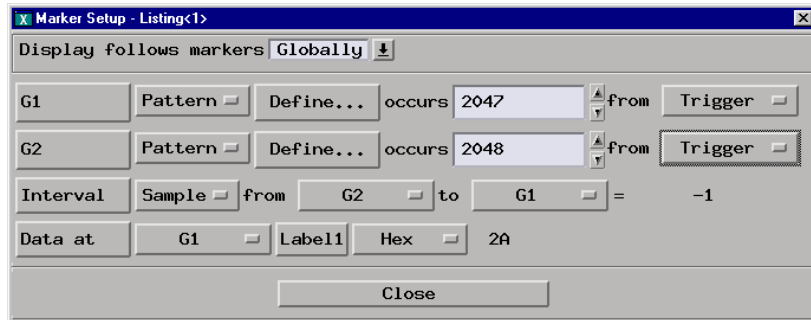 Marker Setup - Listing<1>
Display follows markers Globally
G1 Pattern Define... occurs 2047 from Trigger
G2 Pattern Define... occurs 2048 from Trigger
Interval Sample from G2 to G1 = -1
Data at G1 Label1 Hex 2A
Close